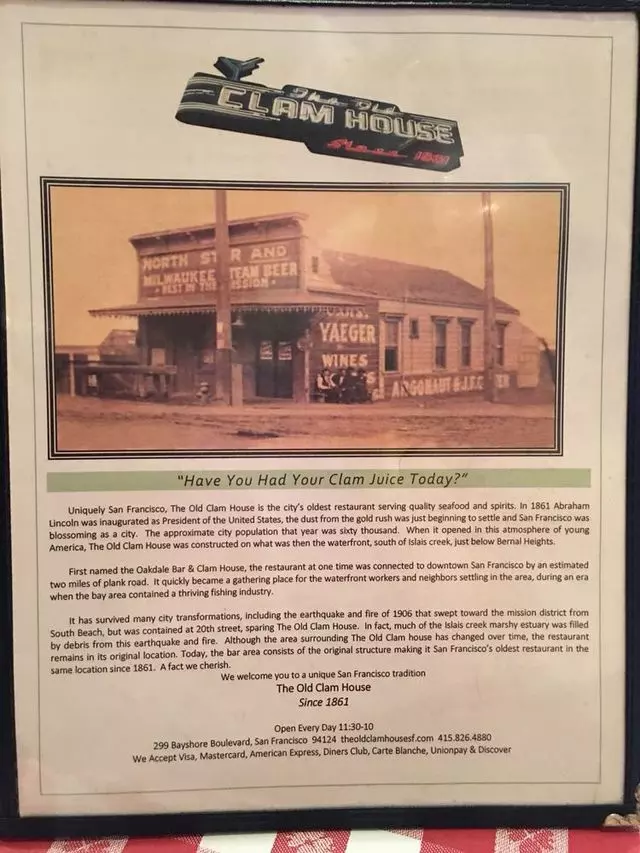 The Old
CLAM HOUSE
Since 1861
NORTH ST R AND
MILWAUKEE TEAM BEER
BEST IN THE ISSION
YAEGER
WINES
ARGONAUT & J.F.C
"Have You Had Your Clam Juice Today?"
Uniquely San Francisco, The Old Clam House is the city's oldest restaurant serving quality seafood and spirits. In 1861 Abraham
Lincoln was inaugurated as President of the United States, the dust from the gold rush was just beginning to settle and San Francisco was
blossoming as a city. The approximate city population that year was sixty thousand. When it opened in this atmosphere of young
America, The Old Clam House was constructed on what was then the waterfront, south of Islais creek, just below Bernal Heights.
First named the Oakdale Bar & Clam House, the restaurant at one time was connected to downtown San Francisco by an estimated
two miles of plank road. It quickly became a gathering place for the waterfront workers and neighbors settling in the area, during an era
when the bay area contained a thriving fishing industry.
It has survived many city transformations, including the earthquake and fire of 1906 that swept toward the mission district from
South Beach, but was contained at 20th street, sparing The Old Clam House. In fact, much of the Islais creek marshy estuary was filled
by debris from this earthquake and fire. Although the area surrounding The Old Clam house has changed over time, the restaurant
remains in its original location. Today, the bar area consists of the original structure making it San Francisco's oldest restaurant in the
same location since 1861. A fact we cherish.
We welcome you to a unique San Francisco tradition
The Old Clam House
Since 1861
Open Every Day 11:30-10
299 Bayshore Boulevard, San Francisco 94124 theoldclamhousesf.com 415.826.4880
We Accept Visa, Mastercard, American Express, Diners Club, Carte Blanche, Unionpay & Discover